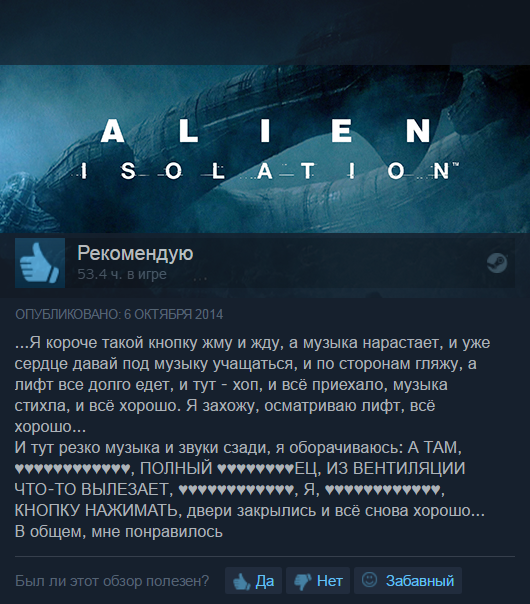 ALIEN
ISOLATION™
Рекомендую
53.4 ч. в игре
ОПУБЛИКОВАНО: 6 ОКТЯБРЯ 2014
...Я короче такой кнопку жму и жду, а музыка нарастает, и уже
сердце давай под музыку учащаться, и по сторонам гляжу, а
лифт все долго едет, и тут - хоп, и всё приехало, музыка
стихла, и всё хорошо. Я захожу, осматриваю лифт, всё
хорошо...
И тут резко музыка и звуки сзади, я оборачиваюсь: А ТАМ,
♥♥♥♥♥♥♥♥♥♥♥♥, ПОЛНЫЙ ♥♥♥♥♥♥♥♥ЕЦ, ИЗ ВЕНТИЛЯЦИИ
ЧТО-ТО ВЫЛЕЗАЕТ, ♥♥♥♥♥♥♥♥♥♥♥♥, Я, ♥♥♥♥♥♥♥♥♥♥♥♥,
КНОПКУ НАЖИМАТЬ, двери закрылись и всё снова хорошо...
В общем, мне понравилось
Был ли этот обзор полезен? Да Нет Забавный